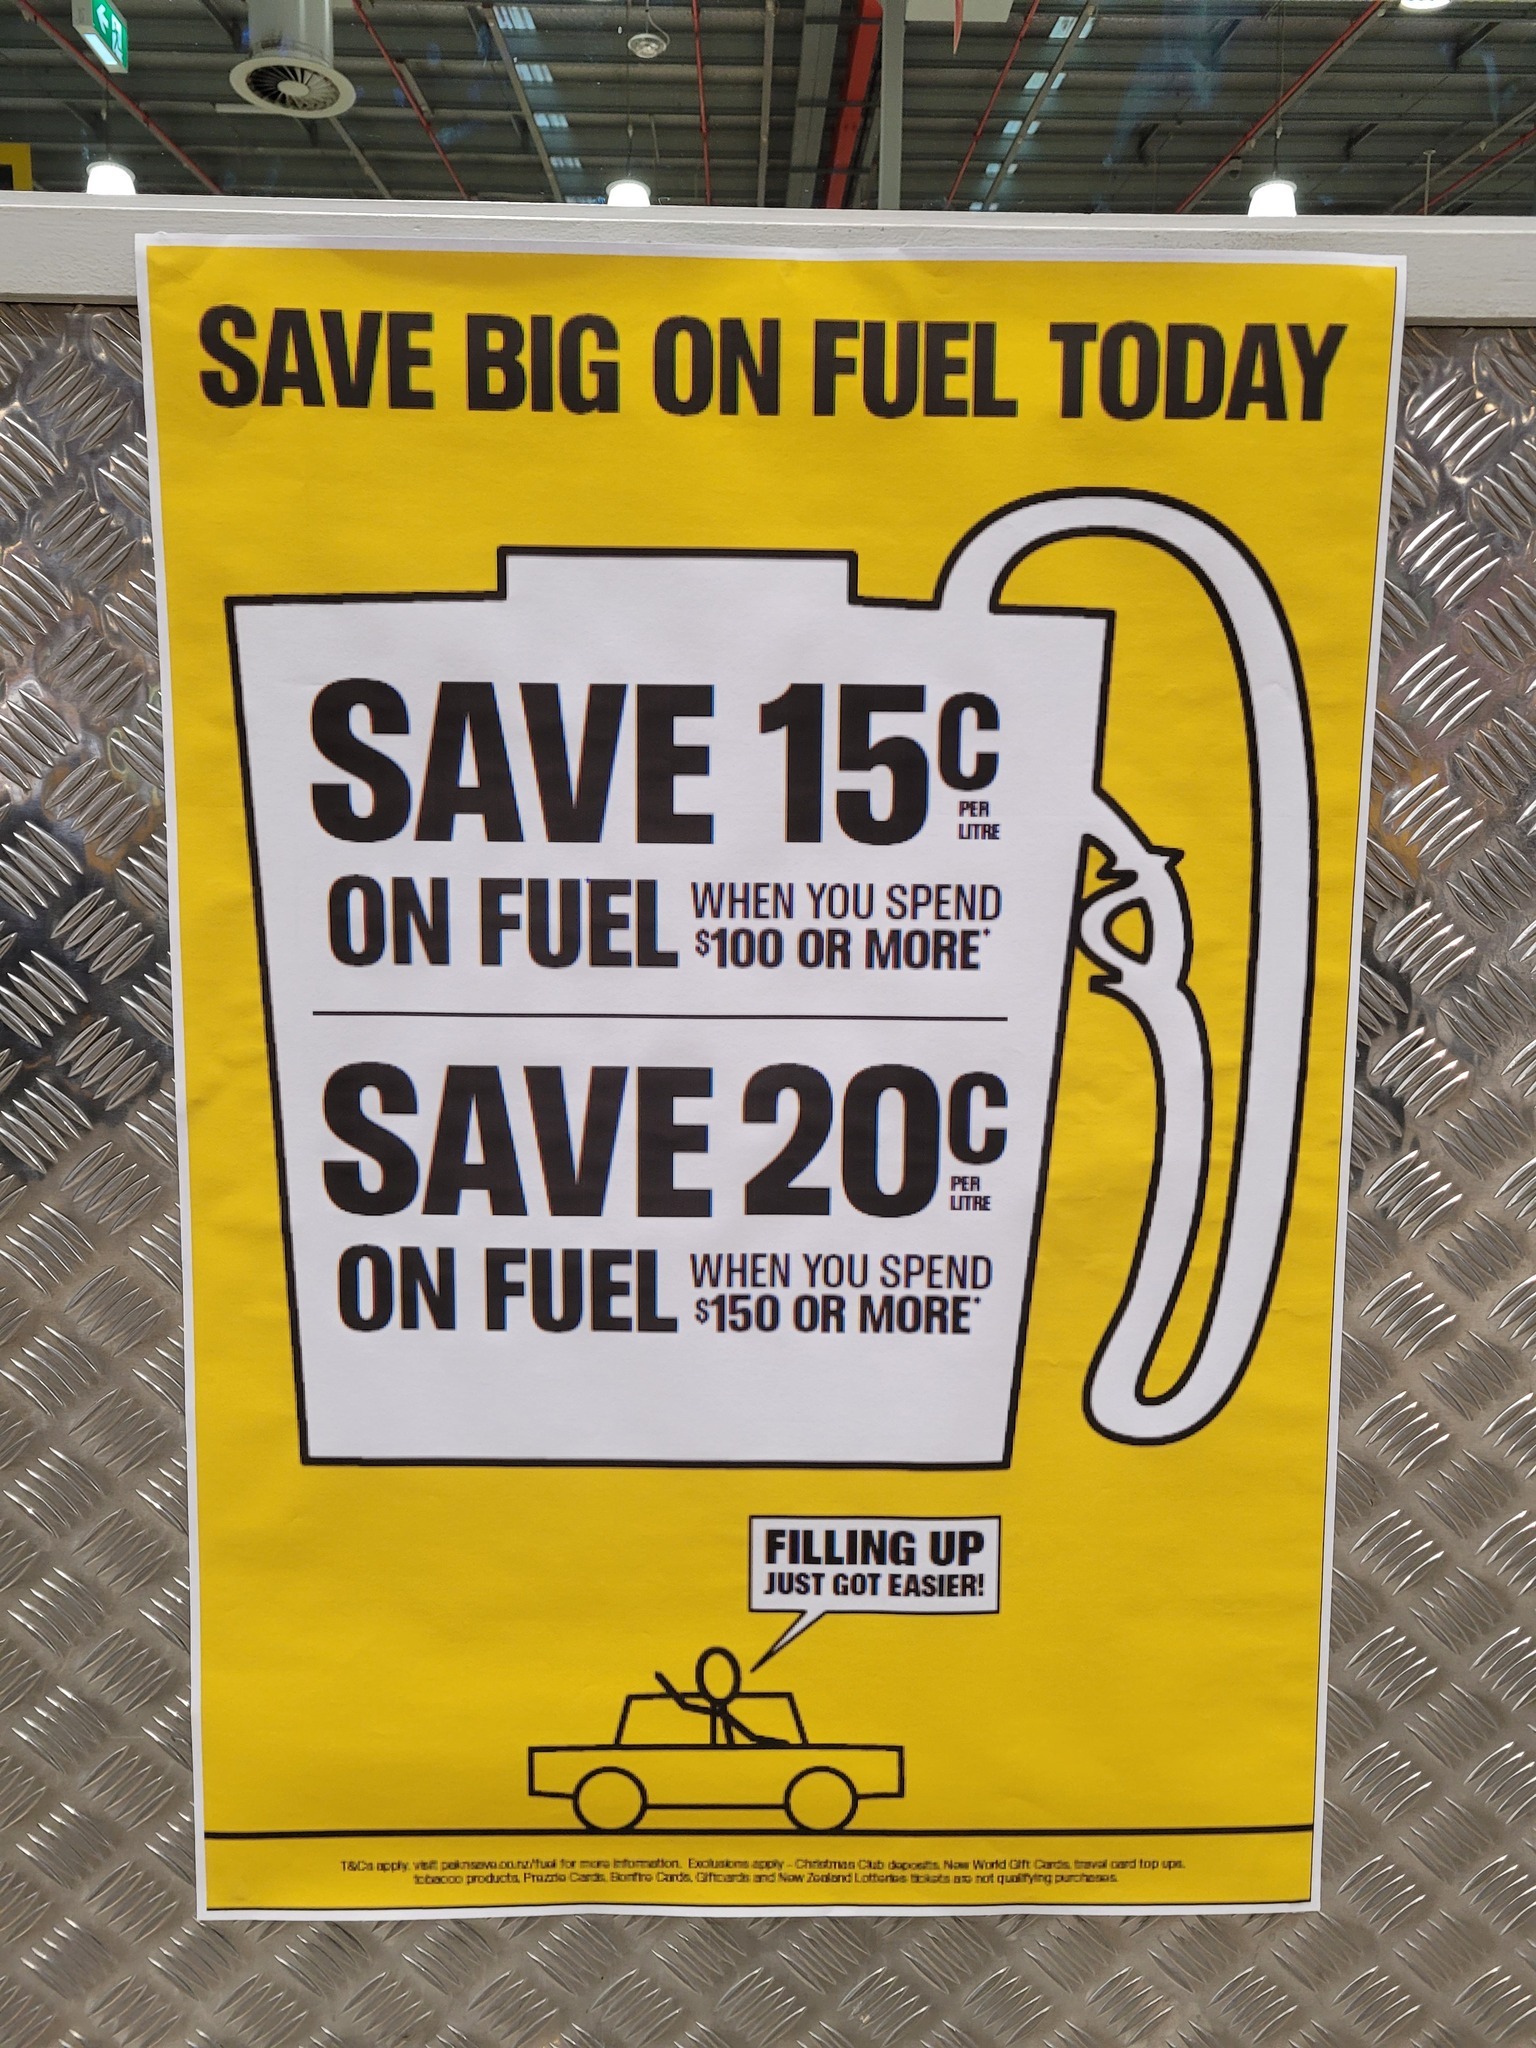 SAVE BIG ON FUEL TODAY
SAVE 15C
PER
LITRE
ON FUEL WHEN YOU SPEND
$100 OR MORE*
SAVE 20C
PER
LITRE
ON FUEL WHEN YOU SPEND
$150 OR MORE*
FILLING UP
JUST GOT EASIER!
T&Cs apply, visit paknsave.co.nz/fuel for more information. Exclusions apply - Christmas Club deposits, New World Gift Cards, travel card top ups,
tobacco products, Prezzie Cards, Bonfire Cards, Giftcards and New Zealand Lotteries tickets are not qualifying purchases.